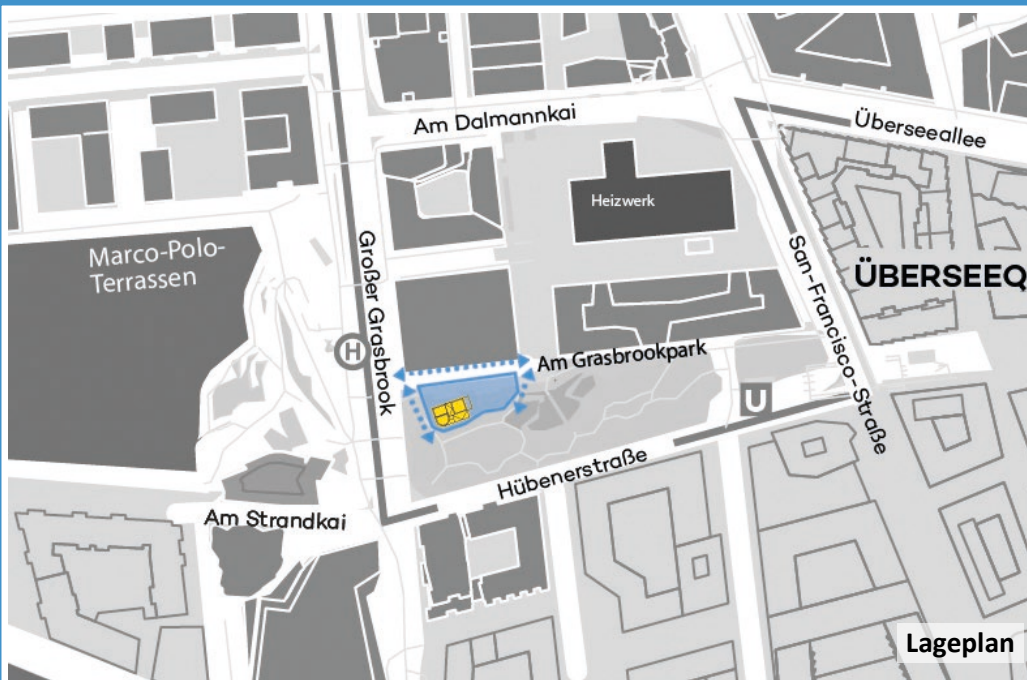 Am Dalmannkai
Überseeallee
Heizwerk
Marco-Polo-
Terrassen
Großer Grasbrook
San-Francisco-Straße
ÜBERSEEQ
H
Am Grasbrookpark
U
Hübenerstraße
Am Strandkai
Lageplan